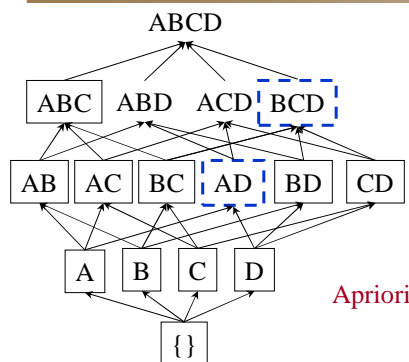 ABCD
ABC ABD ACD BCD
AB AC BC AD BD CD
A B C D
Apriori
{}